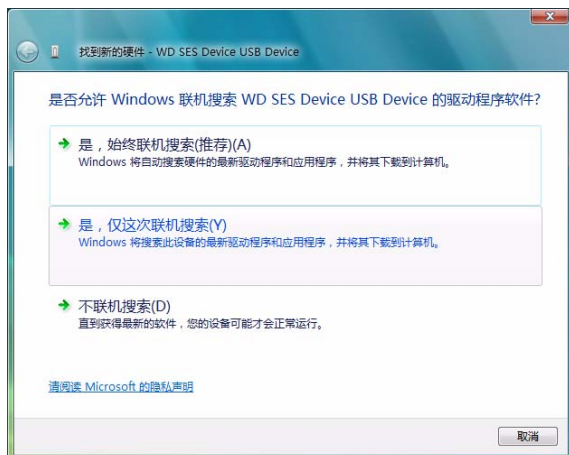 找到新的硬件 - WD SES Device USB Device
是否允许 Windows 联机搜索 WD SES Device USB Device 的驱动程序软件?
是，始终联机搜索(推荐)(A)
Windows 将自动搜索硬件的最新驱动程序和应用程序，并将其下载到计算机。
是，仅这次联机搜索(Y)
Windows 将搜索此设备的最新驱动程序和应用程序，并将其下载到计算机。
不联机搜索(D)
直到获得最新的软件，您的设备可能才会正常运行。
请阅读 Microsoft 的隐私声明
取消